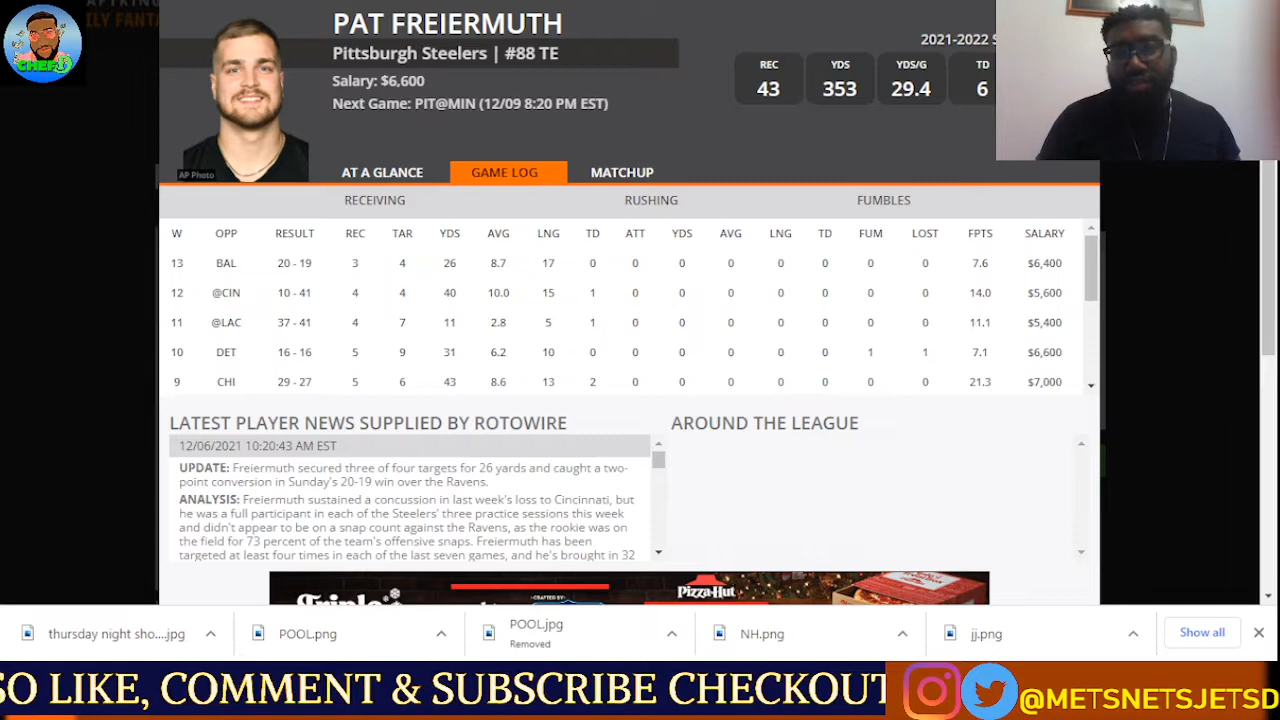 ILY FANTA
CHEF
PAT FREIERMUTH
Pittsburgh Steelers | #88 TE
Salary: $6,600
Next Game: PIT@MIN (12/09 8:20 PM EST)
2021-2022 S
REC YDS YDS/G TD
43 353 29.4 6
AP Photo
AT A GLANCE GAME LOG MATCHUP
RECEIVING RUSHING FUMBLES
W OPP RESULT REC TAR YDS AVG LNG TD ATT YDS AVG LNG TD FUM LOST FPTS SALARY
13 BAL 20 - 19 3 4 26 8.7 17 0 0 0 0 0 0 0 0 7.6 $6,400
12 @CIN 10 - 41 4 4 40 10.0 15 1 0 0 0 0 0 0 0 14.0 $5,600
11 @LAC 37 - 41 4 7 11 2.8 5 1 0 0 0 0 0 0 0 11.1 $5,400
10 DET 16 - 16 5 9 31 6.2 10 0 0 0 0 0 0 1 1 7.1 $6,600
9 CHI 29 - 27 5 6 43 8.6 13 2 0 0 0 0 0 0 0 21.3 $7,000
LATEST PLAYER NEWS SUPPLIED BY ROTOWIRE
12/06/2021 10:20:43 AM EST
UPDATE: Freiermuth secured three of four targets for 26 yards and caught a two-
point conversion in Sunday's 20-19 win over the Ravens.
ANALYSIS: Freiermuth sustained a concussion in last week's loss to Cincinnati, but
he was a full participant in each of the Steelers' three practice sessions this week
and didn't appear to be on a snap count against the Ravens, as the rookie was on
the field for 73 percent of the team's offensive snaps. Freiermuth has been
targeted at least four times in each of the last seven games, and he's brought in 32
AROUND THE LEAGUE
Triple
CRAFTED BY
Pizza Hut
thursday night sho....jpg
POOL.png
POOL.jpg
Removed
NH.png
jj.png
Show all
SO LIKE, COMMENT & SUBSCRIBE CHECKOUT
@METSNETSJETSD